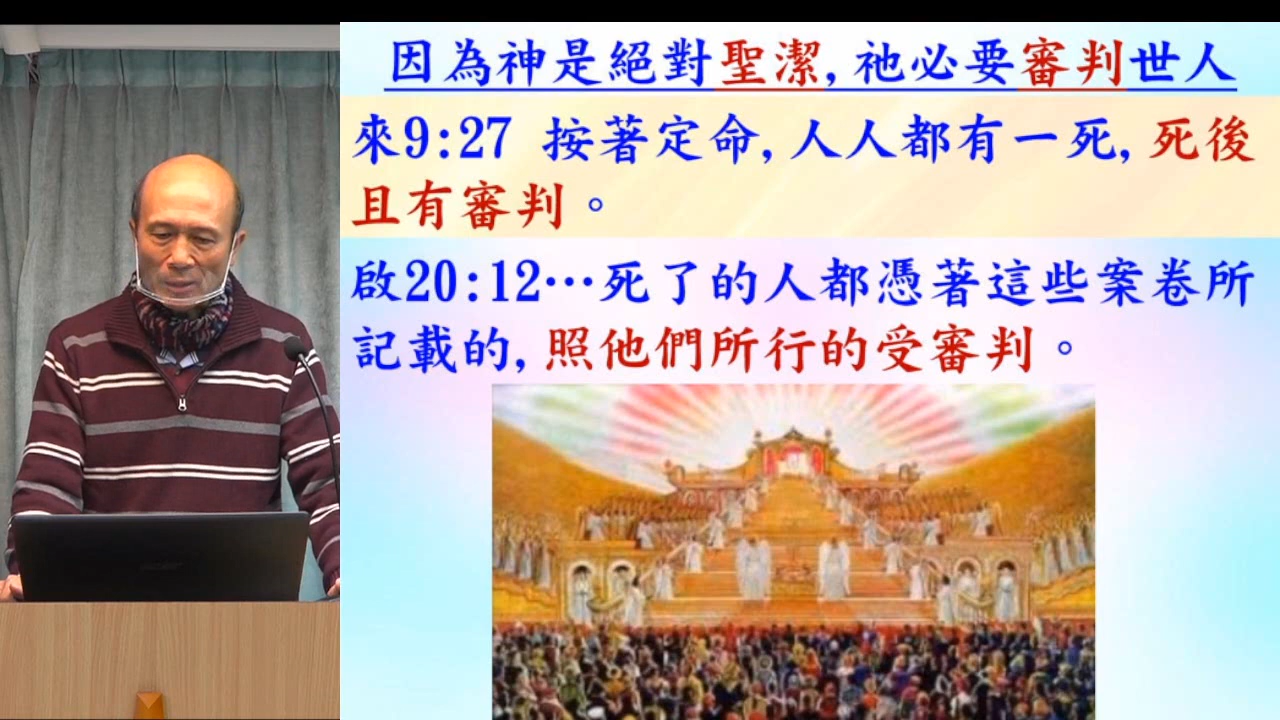 因為神是絕對聖潔,祂必要審判世人
來9:27 按著定命,人人都有一死,死後
且有審判。
啟20:12…死了的人都憑著這些案卷所
記載的,照他們所行的受審判。